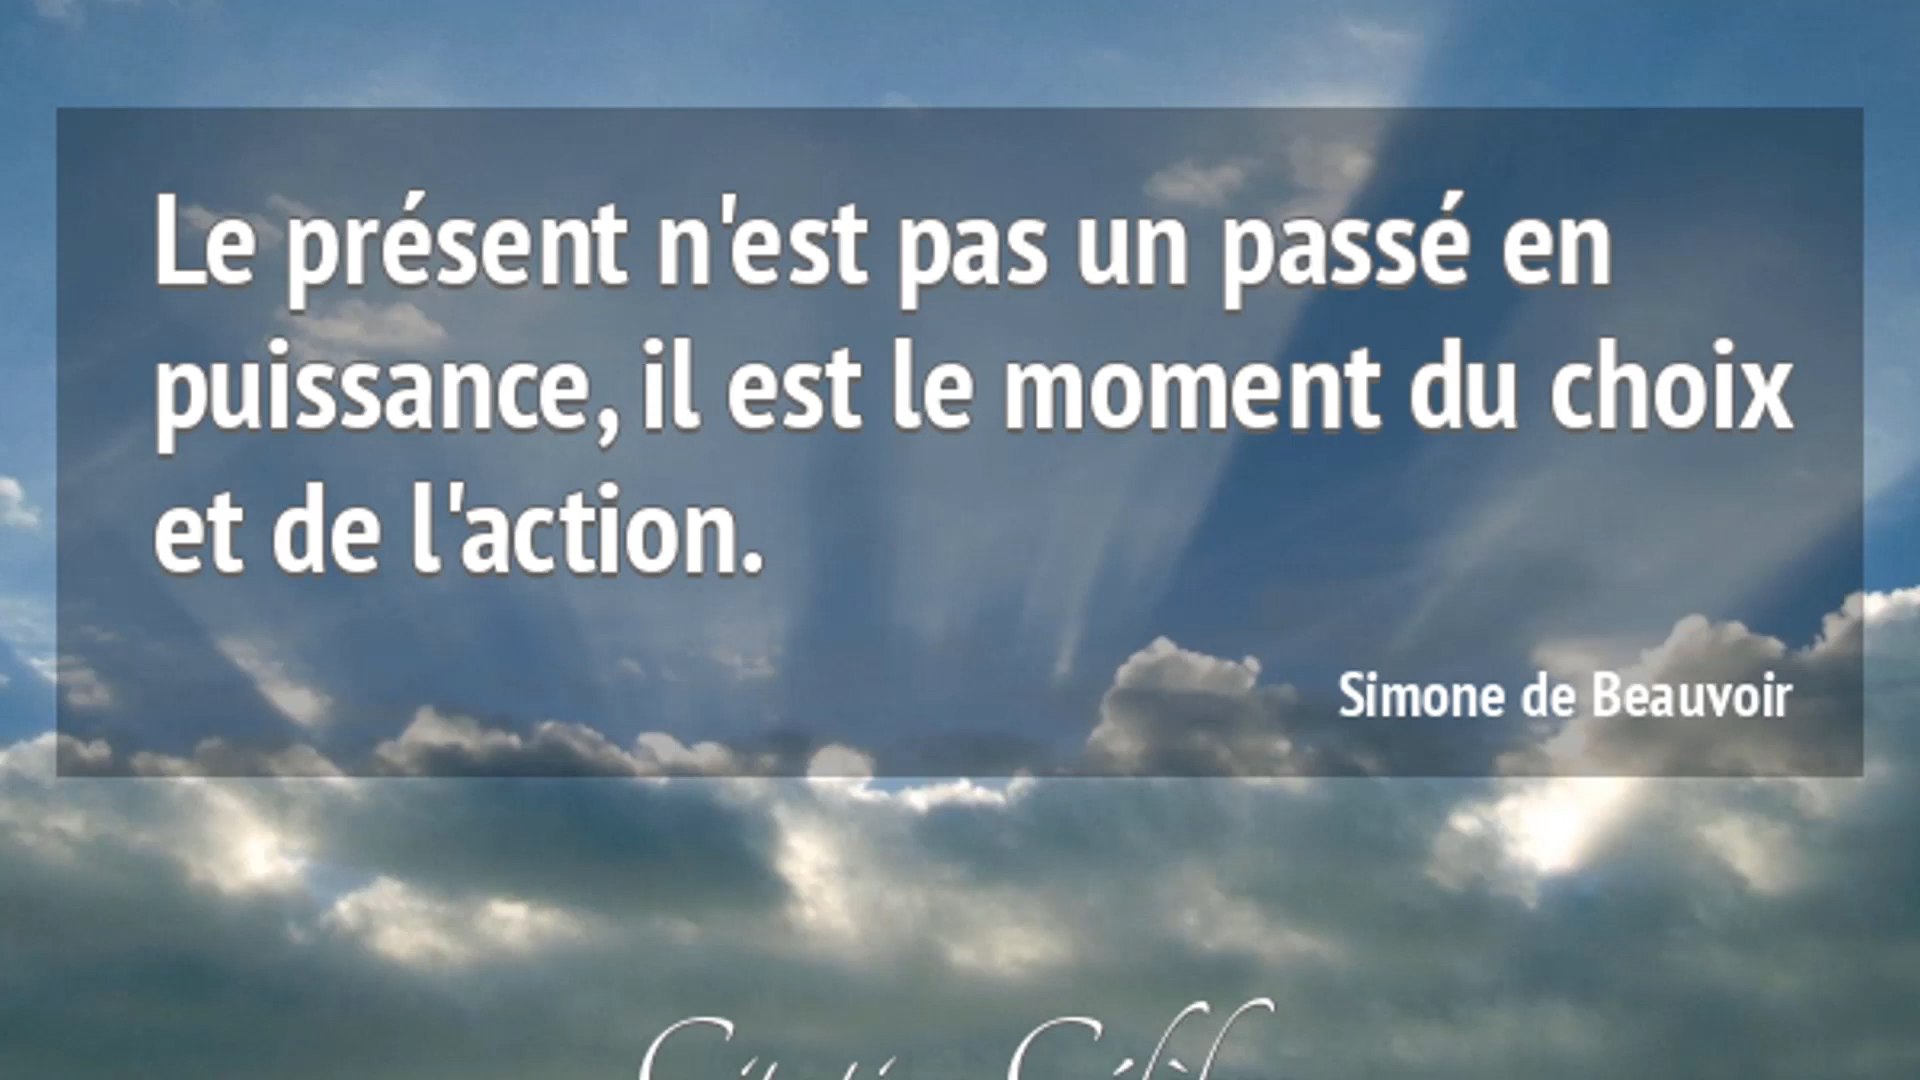 Le présent n'est pas un passé en
puissance, il est le moment du choix
et de l'action.
Simone de Beauvoir